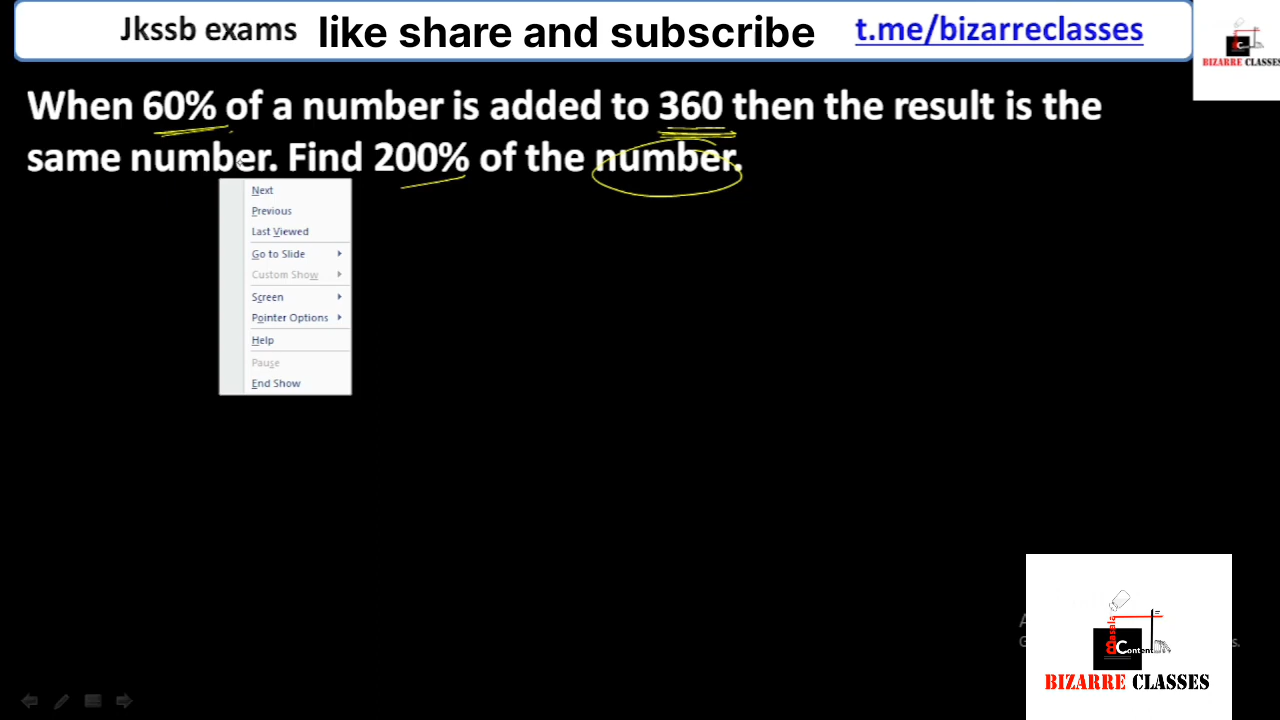 Jkssb exams like share and subscribe t.me/bizarreclasses
BIZARRE CLASSES
When 60% of a number is added to 360 then the result is the
same number. Find 200% of the number.
Next
Previous
Last Viewed
Go to Slide
Custom Show
Screen
Pointer Options
Help
Pause
End Show
Content
BIZARRE CLASSES